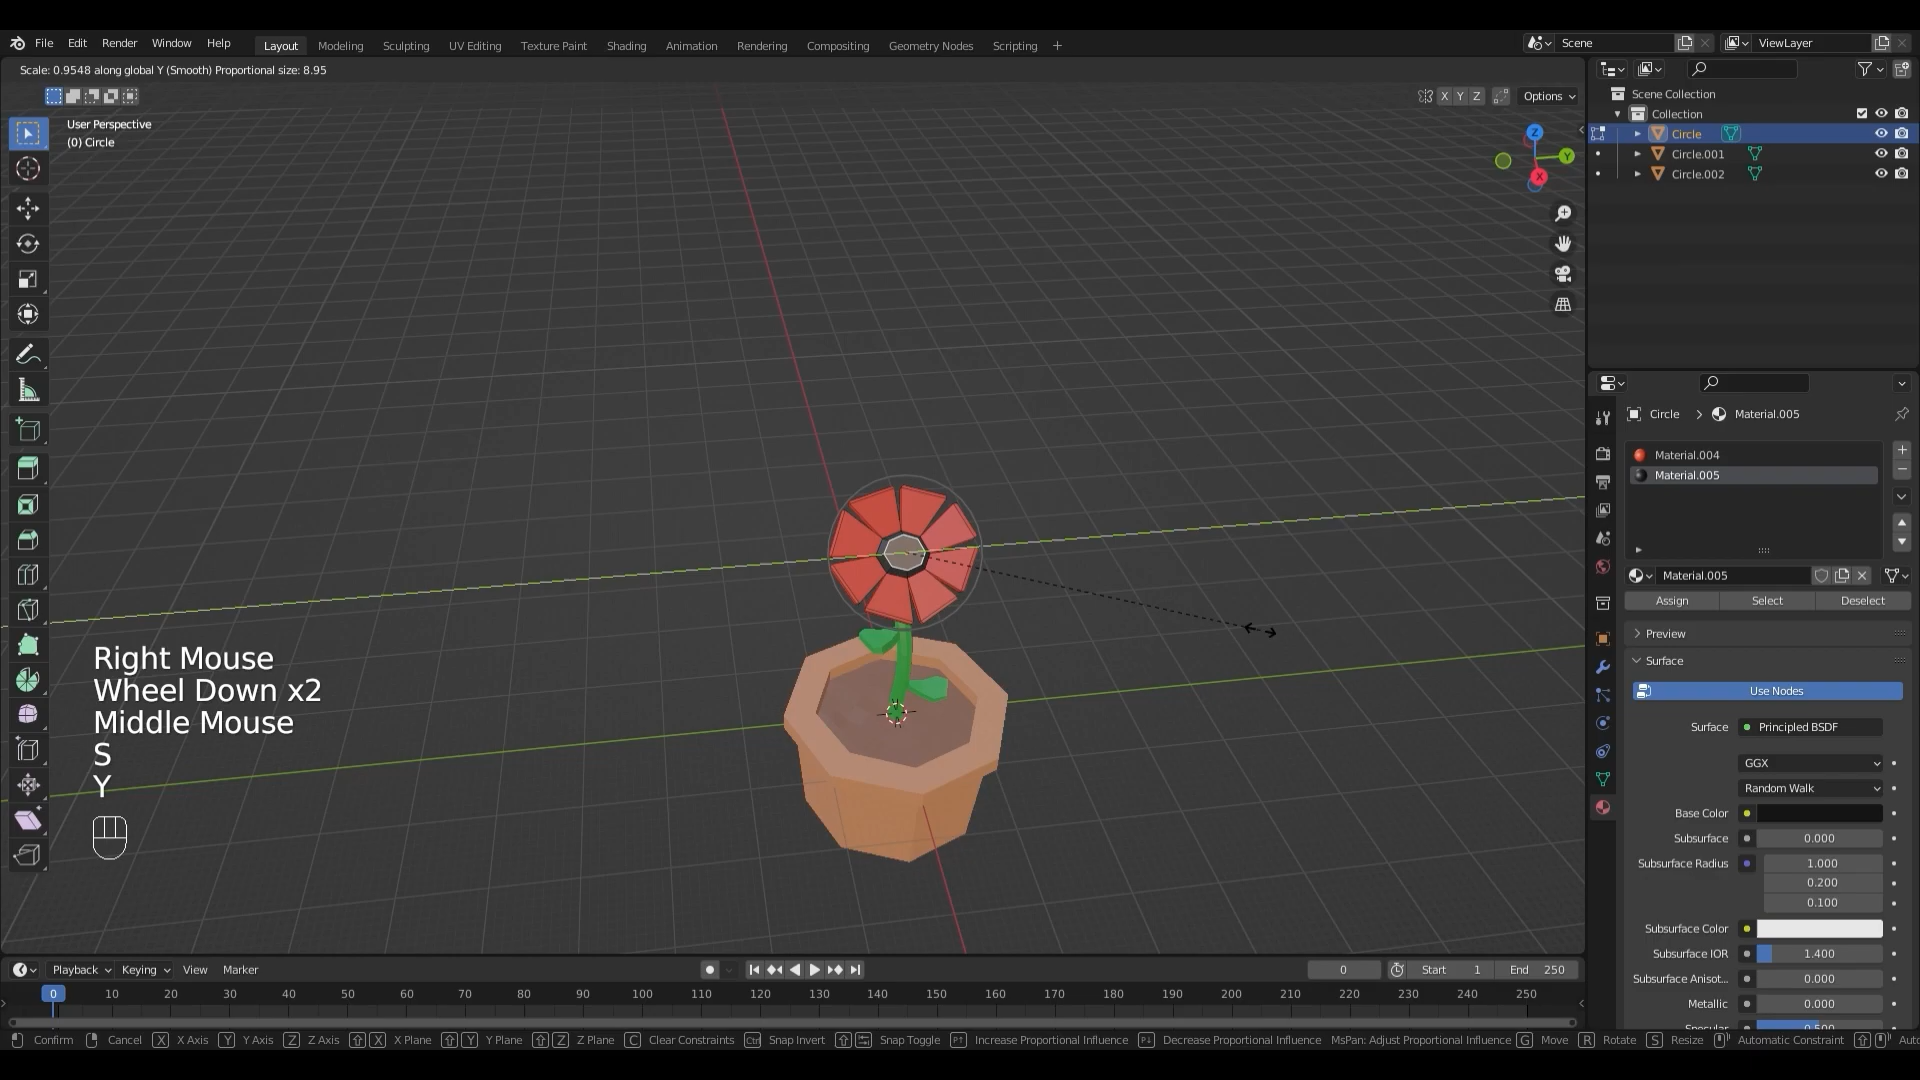 File Edit Render Window Help Layout Modeling Sculpting UV Editing Texture Paint Shading Animation Rendering Compositing Geometry Nodes Scripting + Scene ViewLayer
Scale: 0.9548 along global Y (Smooth) Proportional size: 8.95
X Y Z Options
User Perspective
(0) Circle
Z
Y
X
Scene Collection
Collection
Circle
Circle.001
Circle.002
Circle > Material.005
Material.004
Material.005
Material.005
Assign Select Deselect
Preview
Surface
Use Nodes
Surface Principled BSDF
GGX
Random Walk
Base Color
Subsurface 0.000
Subsurface Radius 1.000
0.200
0.100
Subsurface Color
Subsurface IOR 1.400
Subsurface Anisot... 0.000
Metallic 0.000
Specular 0.500
Right Mouse
Wheel Down x2
Middle Mouse
S
Y
Playback Keying View Marker 0 Start 1 End 250
0 10 20 30 40 50 60 70 80 90 100 110 120 130 140 150 160 170 180 190 200 210 220 230 240 250
Confirm Cancel X X Axis Y Y Axis Z Z Axis X X Plane Y Y Plane Z Z Plane C Clear Constraints Ctrl Snap Invert Snap Toggle Increase Proportional Influence Decrease Proportional Influence MsPan: Adjust Proportional Influence G Move R Rotate S Resize Automatic Constraint